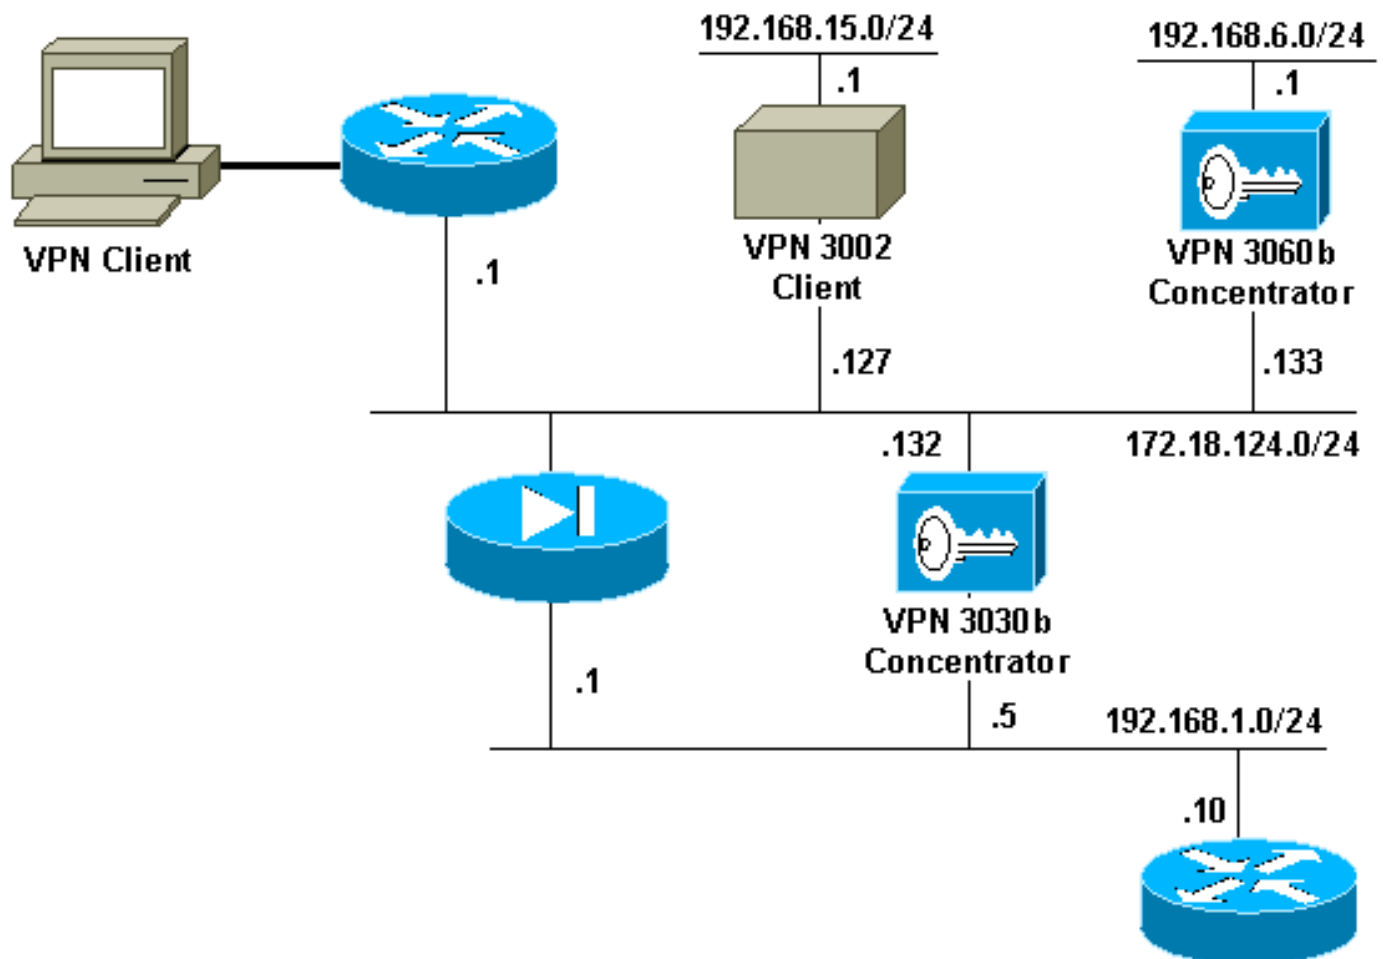 192.168.15.0/24
192.168.6.0/24
.1
.1
VPN Client
.1
VPN 3002
Client
VPN 3060b
Concentrator
.127
.133
.132
172.18.124.0/24
VPN 3030b
Concentrator
.1
.5
192.168.1.0/24
.10